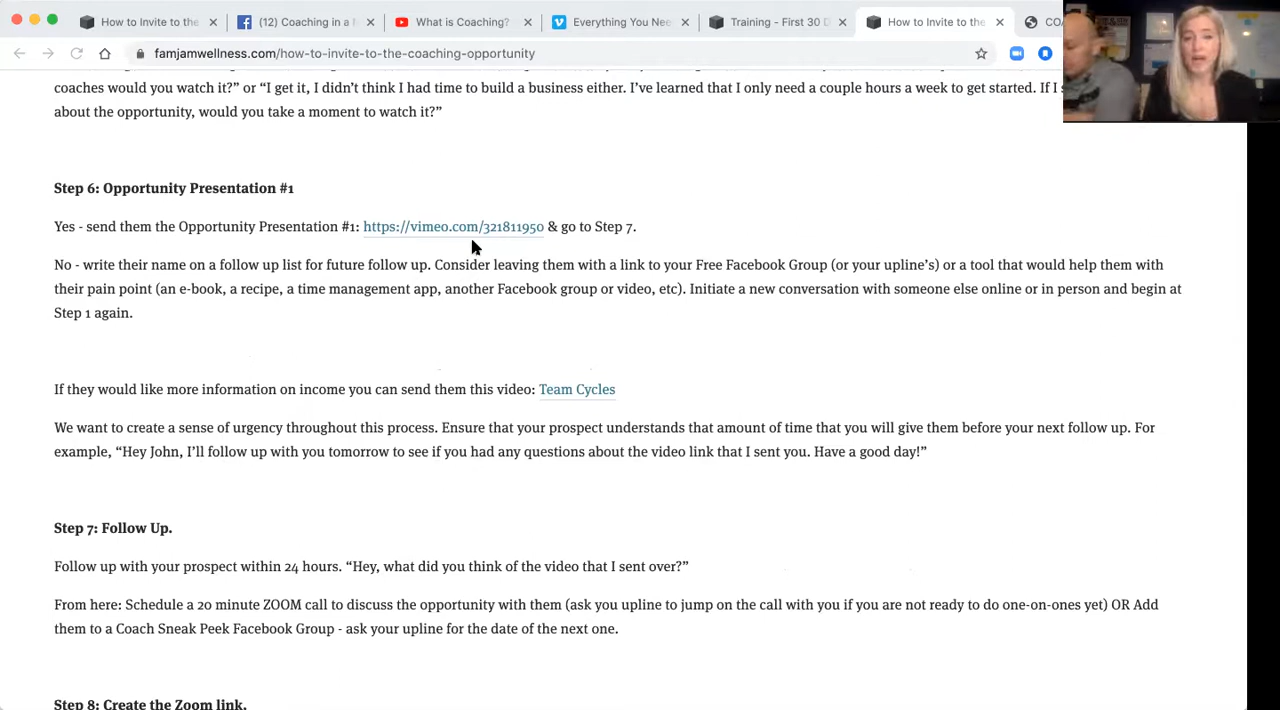 How to Invite to the
(12) Coaching in a
What is Coaching?
Everything You Nee
Training - First 30 D
How to Invite to the
famjamwellness.com/how-to-invite-to-the-coaching-opportunity
coaches would you watch it?” or “I get it, I didn’t think I had time to build a business either. I’ve learned that I only need a couple hours a week to get started. If I s
about the opportunity, would you take a moment to watch it?”
Step 6: Opportunity Presentation #1
Yes - send them the Opportunity Presentation #1: https://vimeo.com/321811950 & go to Step 7.
No - write their name on a follow up list for future follow up. Consider leaving them with a link to your Free Facebook Group (or your upline’s) or a tool that would help them with
their pain point (an e-book, a recipe, a time management app, another Facebook group or video, etc). Initiate a new conversation with someone else online or in person and begin at
Step 1 again.
If they would like more information on income you can send them this video: Team Cycles
We want to create a sense of urgency throughout this process. Ensure that your prospect understands that amount of time that you will give them before your next follow up. For
example, “Hey John, I’ll follow up with you tomorrow to see if you had any questions about the video link that I sent you. Have a good day!”
Step 7: Follow Up.
Follow up with your prospect within 24 hours. “Hey, what did you think of the video that I sent over?”
From here: Schedule a 20 minute ZOOM call to discuss the opportunity with them (ask you upline to jump on the call with you if you are not ready to do one-on-ones yet) OR Add
them to a Coach Sneak Peek Facebook Group - ask your upline for the date of the next one.
Step 8: Create the Zoom link.